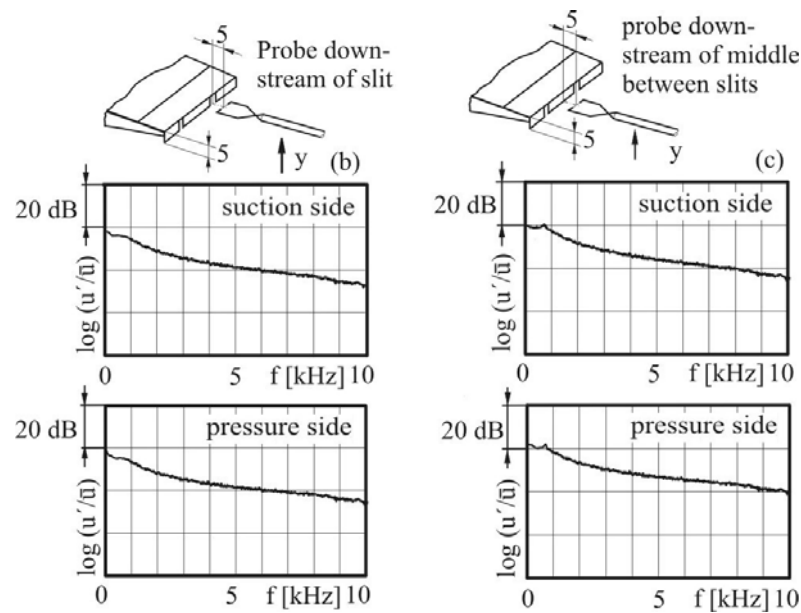 5
Probe down-
stream of slit
5
y
(b)
20 dB
suction side
log (u´/ū)
0 5 f [kHz] 10
20 dB
pressure side
log (u´/ū)
0 5 f [kHz] 10
5
probe down-
stream of middle
between slits
5
y
(c)
20 dB
suction side
log (u´/ū)
0 5 f [kHz] 10
20 dB
pressure side
log (u´/ū)
0 5 f [kHz] 10